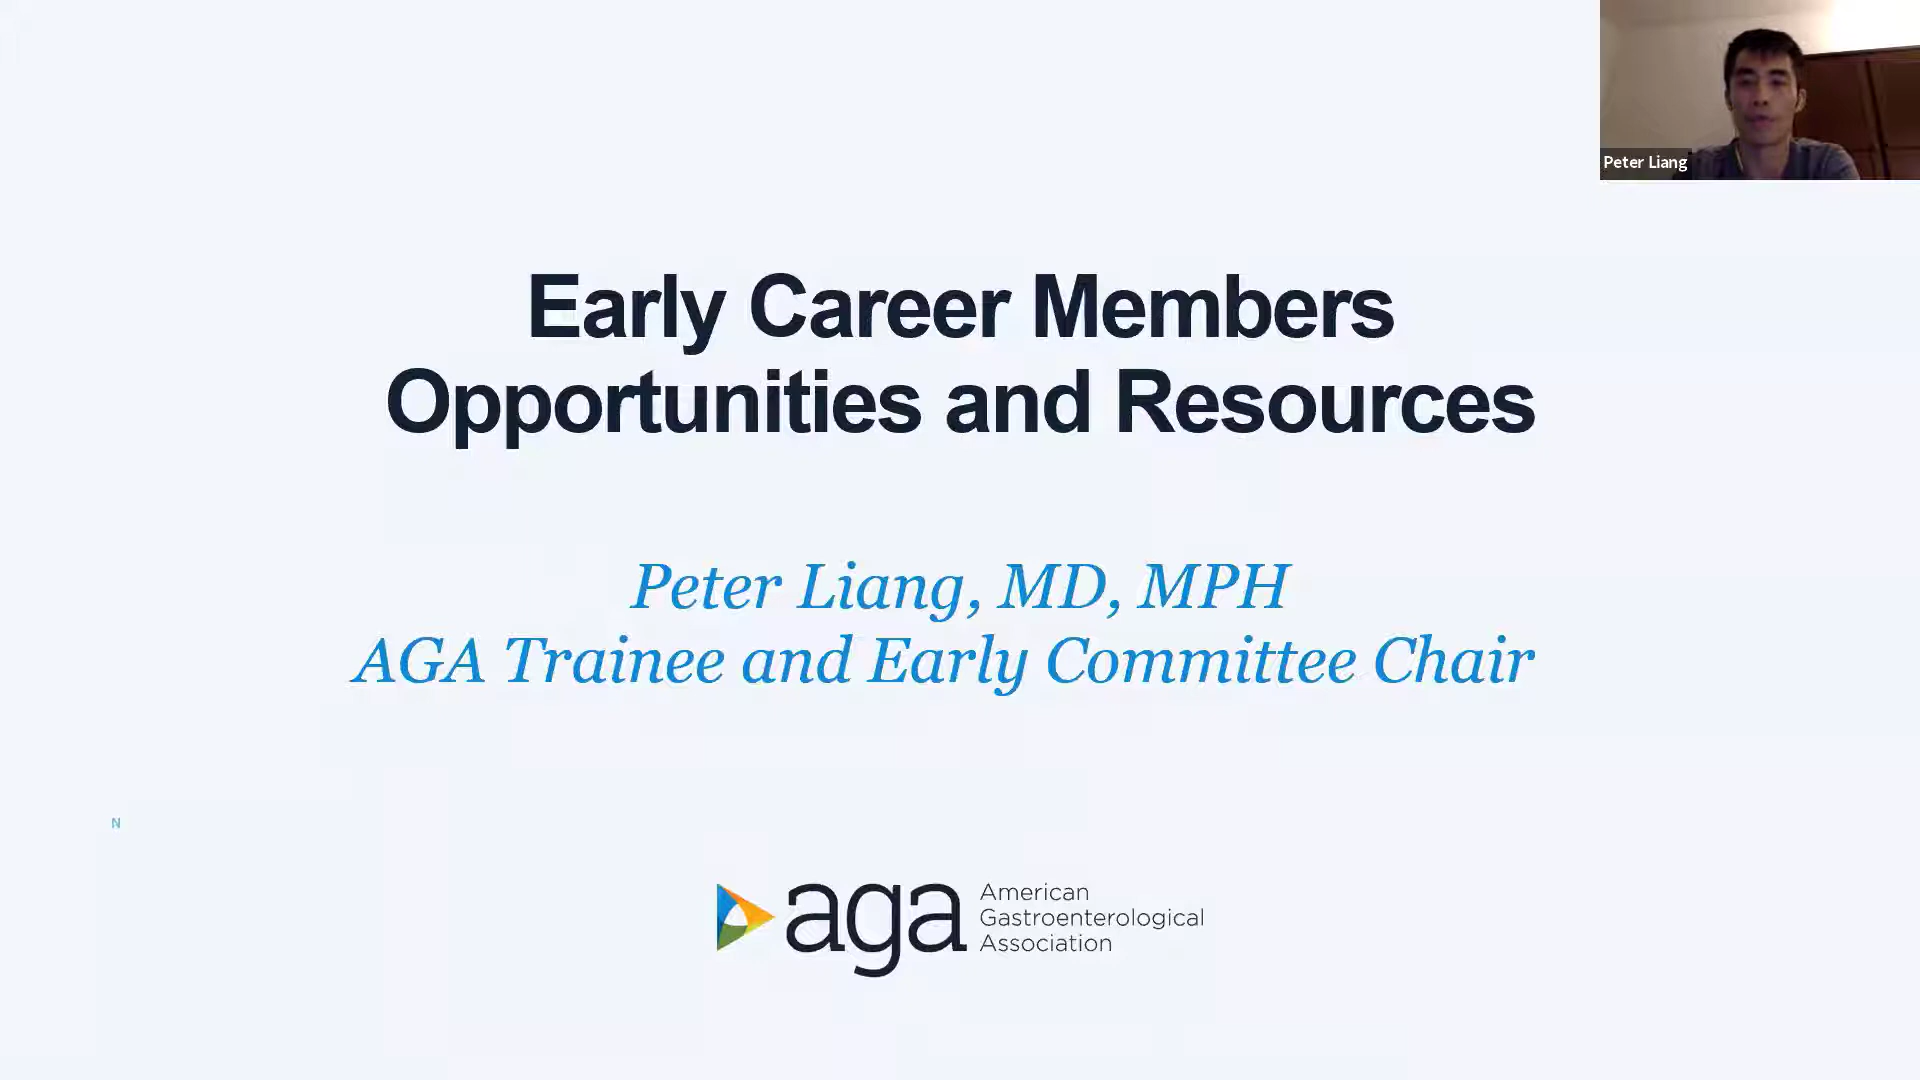 Peter Liang
Early Career Members
Opportunities and Resources
Peter Liang, MD, MPH
AGA Trainee and Early Committee Chair
N
aga American
Gastroenterological
Association